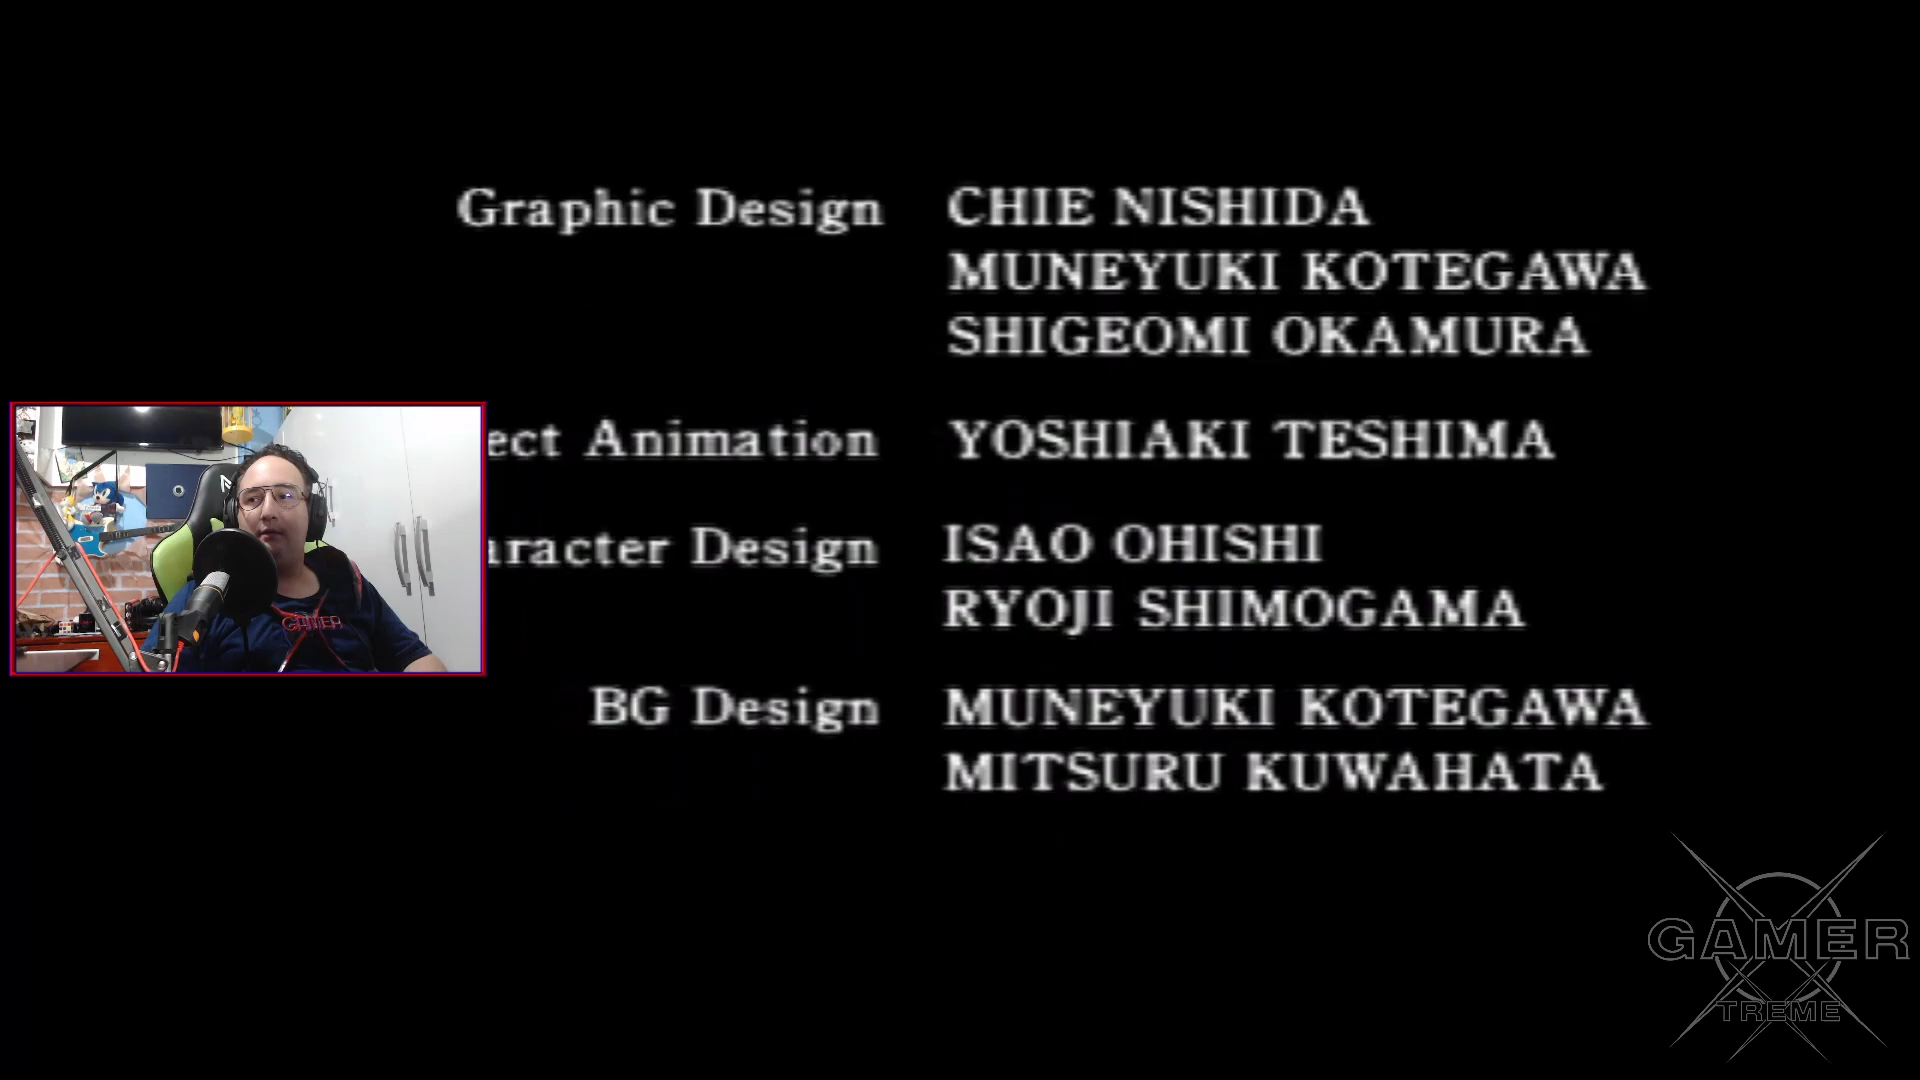 Graphic Design CHIE NISHIDA
MUNEYUKI KOTEGAWA
SHIGEOMI OKAMURA
ect Animation YOSHIAKI TESHIMA
aracter Design ISAO OHISHI
RYOJI SHIMOGAMA
BG Design MUNEYUKI KOTEGAWA
MITSURU KUWAHATA
GAMER
GAMER
TREME